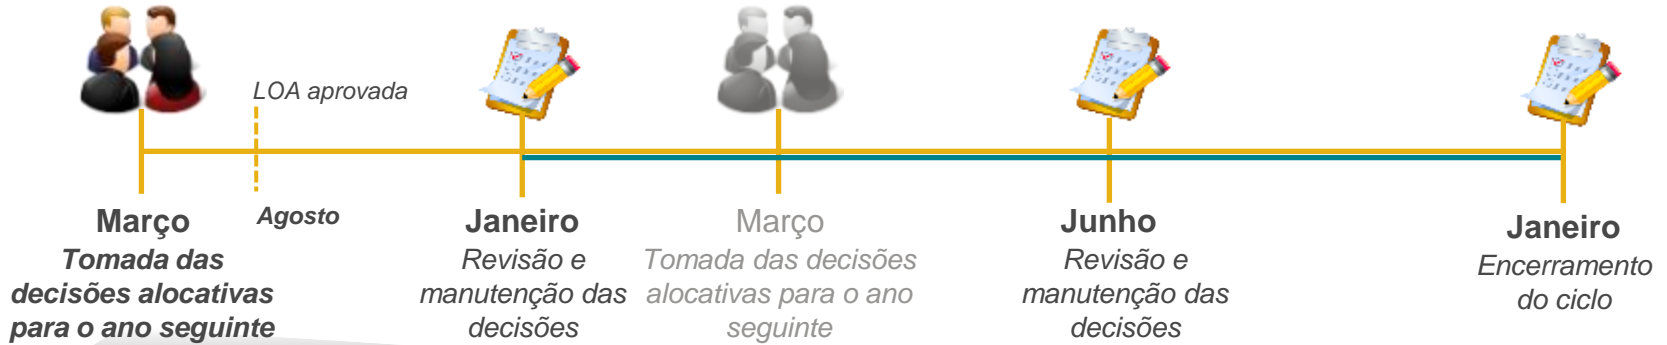 LOA aprovada
Março
Tomada das
decisões alocativas
para o ano seguinte
Agosto
Janeiro
Revisão e
manutenção das
decisões
Março
Tomada das decisões
alocativas para o ano
seguinte
Junho
Revisão e
manutenção das
decisões
Janeiro
Encerramento
do ciclo